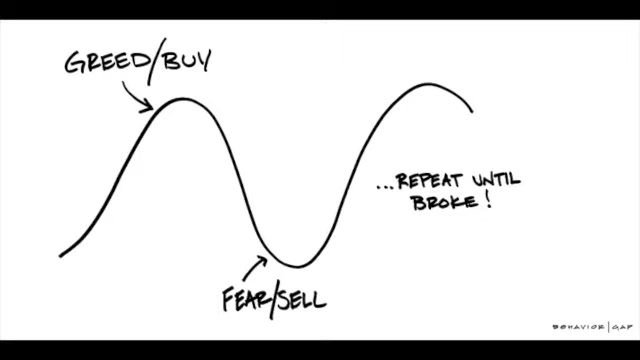 GREED/BUY
...REPEAT UNTIL
BROKE!
FEAR/SELL
BEHAVIOR|GAP